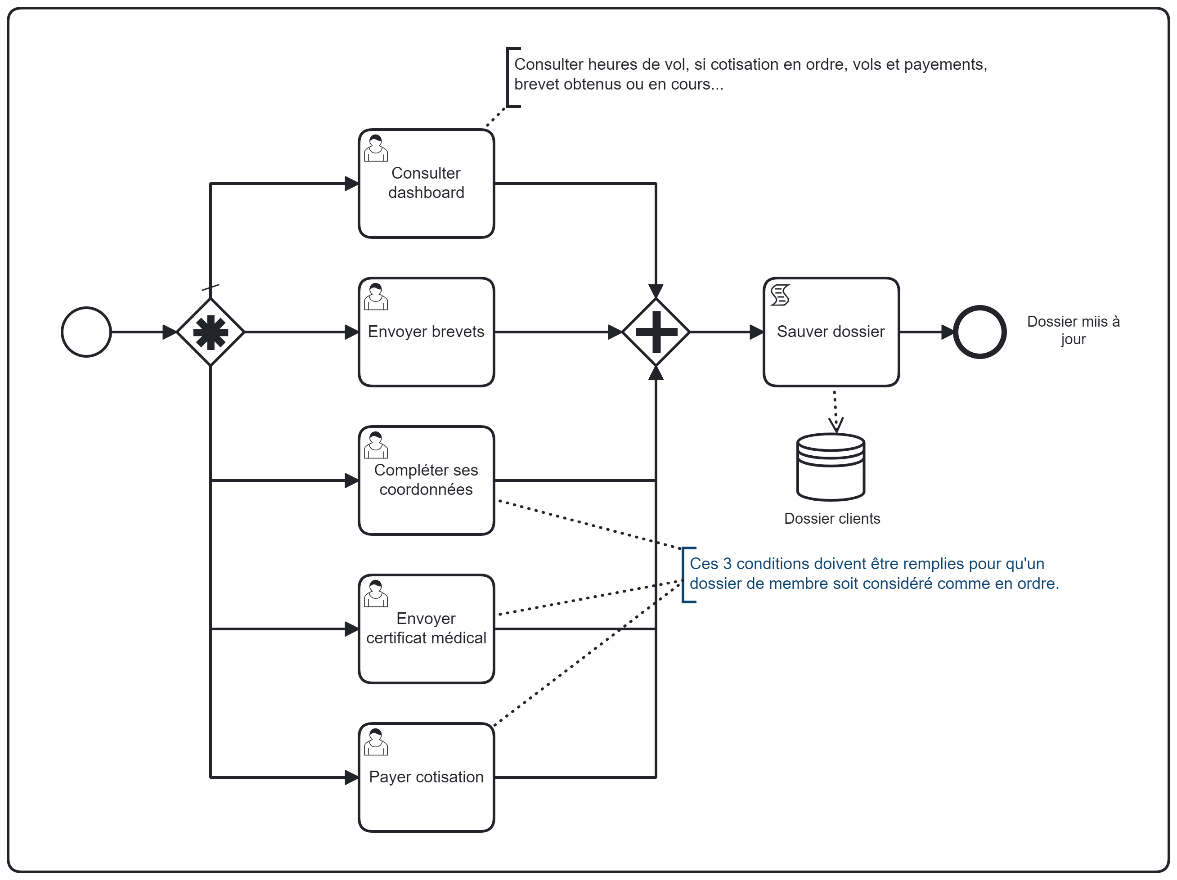 Consulter heures de vol, si cotisation en ordre, vols et payements,
brevet obtenus ou en cours...
Consulter
dashboard
Envoyer brevets
Sauver dossier
Dossier miis à
jour
Compléter ses
coordonnées
Dossier clients
Ces 3 conditions doivent être remplies pour qu'un
dossier de membre soit considéré comme en ordre.
Envoyer
certificat médical
Payer cotisation